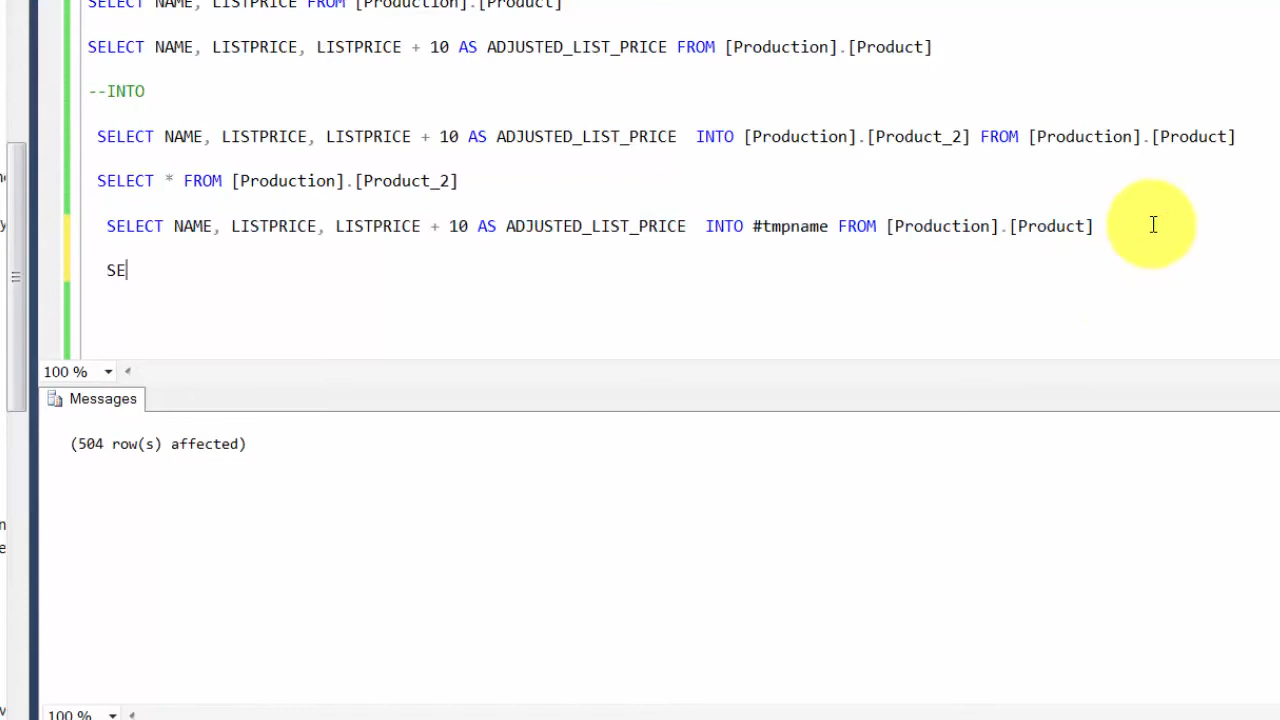 SELECT NAME, LISTPRICE FROM [Production].[Product]
SELECT NAME, LISTPRICE, LISTPRICE + 10 AS ADJUSTED_LIST_PRICE FROM [Production].[Product]
--INTO
SELECT NAME, LISTPRICE, LISTPRICE + 10 AS ADJUSTED_LIST_PRICE  INTO [Production].[Product_2] FROM [Production].[Product]
SELECT * FROM [Production].[Product_2]
SELECT NAME, LISTPRICE, LISTPRICE + 10 AS ADJUSTED_LIST_PRICE  INTO #tmpname FROM [Production].[Product]
SE
100 %
Messages
(504 row(s) affected)
100 %